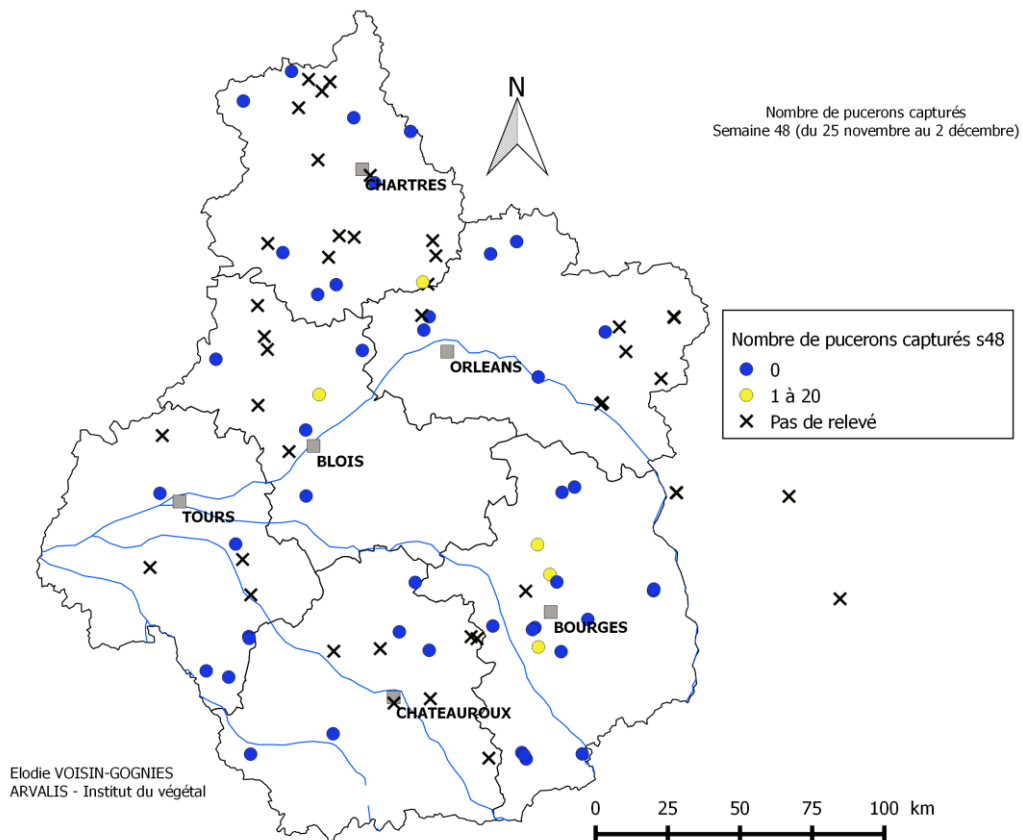 N
Nombre de pucerons capturés
Semaine 48 (du 25 novembre au 2 décembre)
CHARTRES
Nombre de pucerons capturés s48
0
1 à 20
Pas de relevé
ORLEANS
BLOIS
TOURS
BOURGES
CHATEAUROUX
Elodie VOISIN-GOGNIES
ARVALIS - Institut du végétal
0 25 50 75 100 km